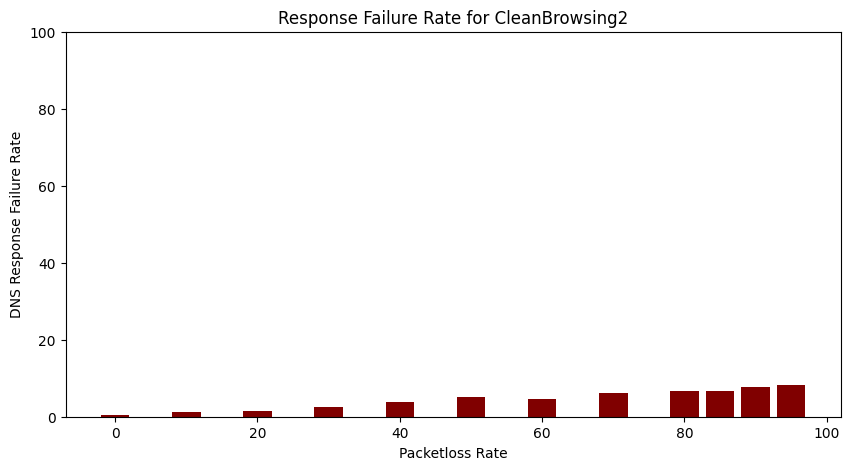 Response Failure Rate for CleanBrowsing2
100
80
60
40
20
0
DNS Response Failure Rate
0 20 40 60 80 100
Packetloss Rate